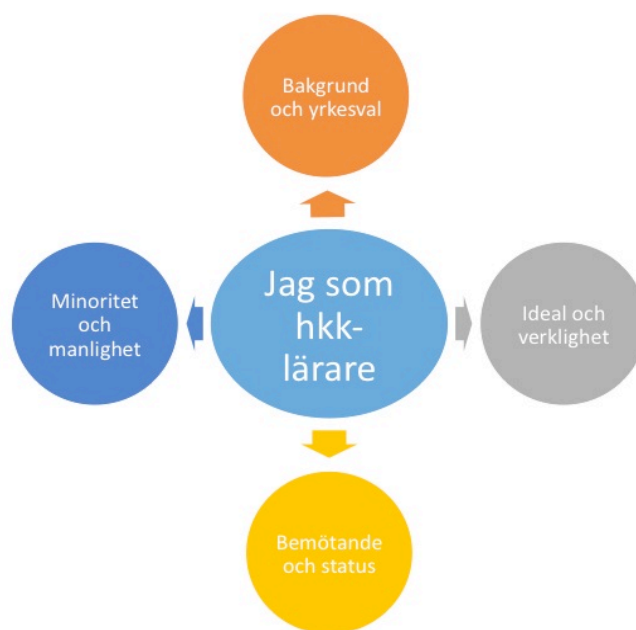 Bakgrund
och yrkesval
Minoritet
och
manlighet
Jag som
hkk-
lärare
Ideal och
verklighet
Bemötande
och status